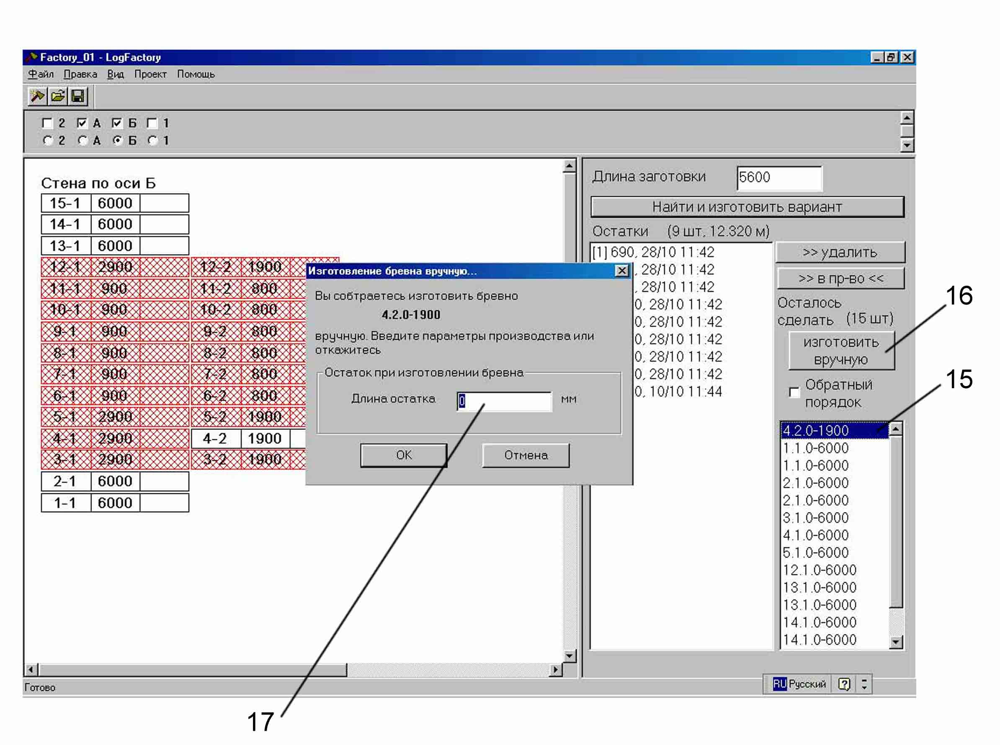 Factory_01 - LogFactory
Файл Правка Вид Проект Помощь
2 А Б 1
2 А Б 1
Стена по оси Б
15-1 6000
14-1 6000
13-1 6000
12-1 2900 12-2 1900
11-1 900 11-2 800
10-1 900 10-2 800
9-1 900 9-2 800
8-1 900 8-2 800
7-1 900 7-2 800
6-1 900 6-2 800
5-1 2900 5-2 1900
4-1 2900 4-2 1900
3-1 2900 3-2 1900
2-1 6000
1-1 6000
Изготовление бревна вручную...
Вы собтраетесь изготовить бревно
4.2.0-1900
вручную. Введите параметры производства или
откажитесь
Остаток при изготовлении бревна
Длина остатка 0 мм
OK Отмена
Длина заготовки 5600
Найти и изготовить вариант
Остатки (9 шт, 12.320 м)
[1] 690, 28/10 11:42
, 28/10 11:42
, 28/10 11:42
0, 28/10 11:42
0, 28/10 11:42
0, 28/10 11:42
0, 28/10 11:42
0, 28/10 11:42
0, 10/10 11:44
>> удалить
>> в пр-во <<
Осталось
сделать (15 шт)
изготовить
вручную
Обратный
порядок
4.2.0-1900
1.1.0-6000
1.1.0-6000
2.1.0-6000
2.1.0-6000
3.1.0-6000
4.1.0-6000
5.1.0-6000
12.1.0-6000
13.1.0-6000
13.1.0-6000
14.1.0-6000
14.1.0-6000
16
15
17
Готово
RU Русский